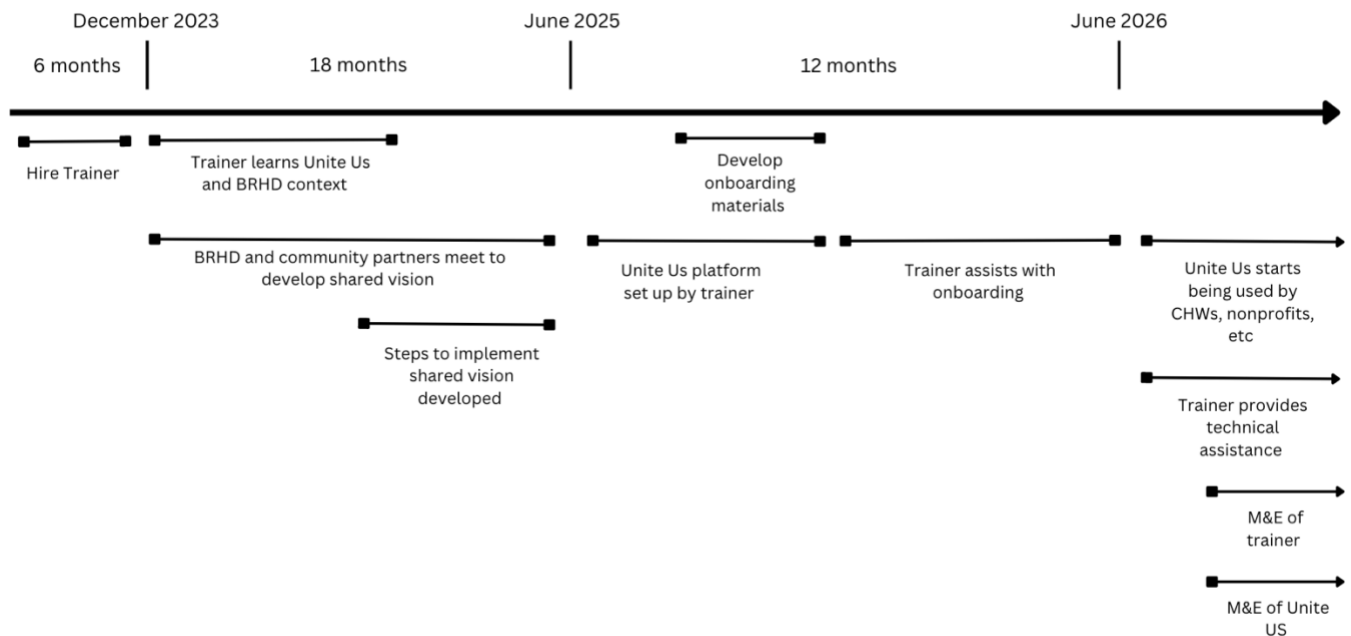 December 2023
June 2025
June 2026
6 months
18 months
12 months
Hire Trainer
Trainer learns Unite Us
and BRHD context
Develop
onboarding
materials
BRHD and community partners meet to
develop shared vision
Unite Us platform
set up by trainer
Trainer assists with
onboarding
Unite Us starts
being used by
CHWs, nonprofits,
etc
Steps to implement
shared vision
developed
Trainer provides
technical
assistance
M&E of
trainer
M&E of Unite
US